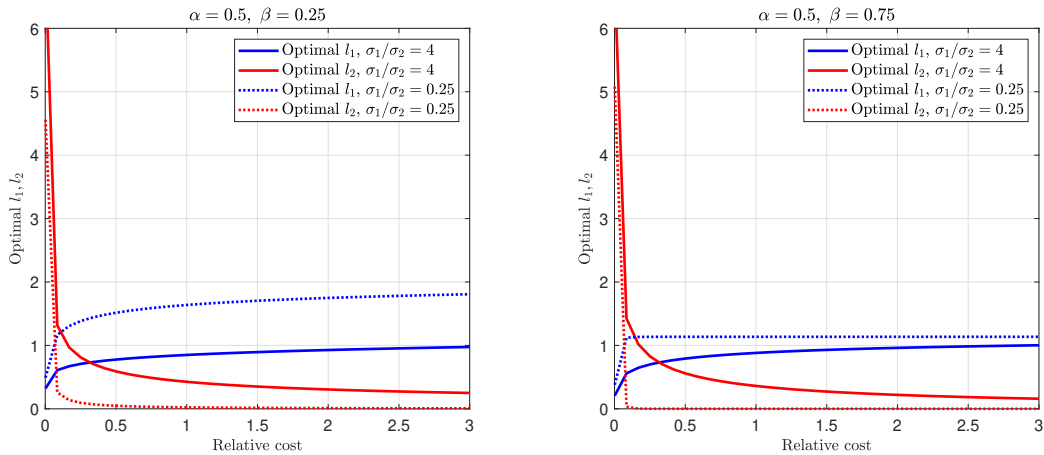 α = 0.5, β = 0.25
Optimal l₁, l₂
6
5
4
3
2
1
0
Optimal l₁, σ₁/σ₂ = 4
Optimal l₂, σ₁/σ₂ = 4
Optimal l₁, σ₁/σ₂ = 0.25
Optimal l₂, σ₁/σ₂ = 0.25
0 0.5 1 1.5 2 2.5 3
Relative cost
α = 0.5, β = 0.75
Optimal l₁, l₂
6
5
4
3
2
1
0
Optimal l₁, σ₁/σ₂ = 4
Optimal l₂, σ₁/σ₂ = 4
Optimal l₁, σ₁/σ₂ = 0.25
Optimal l₂, σ₁/σ₂ = 0.25
0 0.5 1 1.5 2 2.5 3
Relative cost